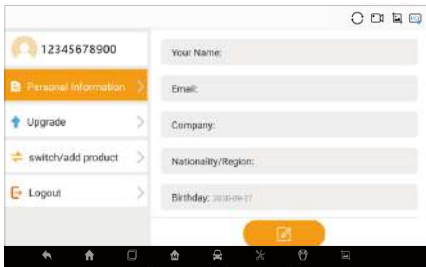 12345678900
Personal Information
Upgrade
switch/add product
Logout
Your Name:
Email:
Company:
Nationality/Region:
Birthday: